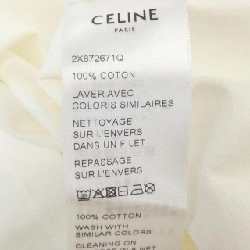 CELINE
PARIS
2X872671Q
100% COTON
LAVER AVEC
COLORIS SIMILAIRES
NETTOYAGE
SUR L'ENVERS
DANS UN FILET
REPASSAGE
SUR L'ENVERS
100% COTTON
WASH WITH
SIMILAR COLORS
CLEANING ON